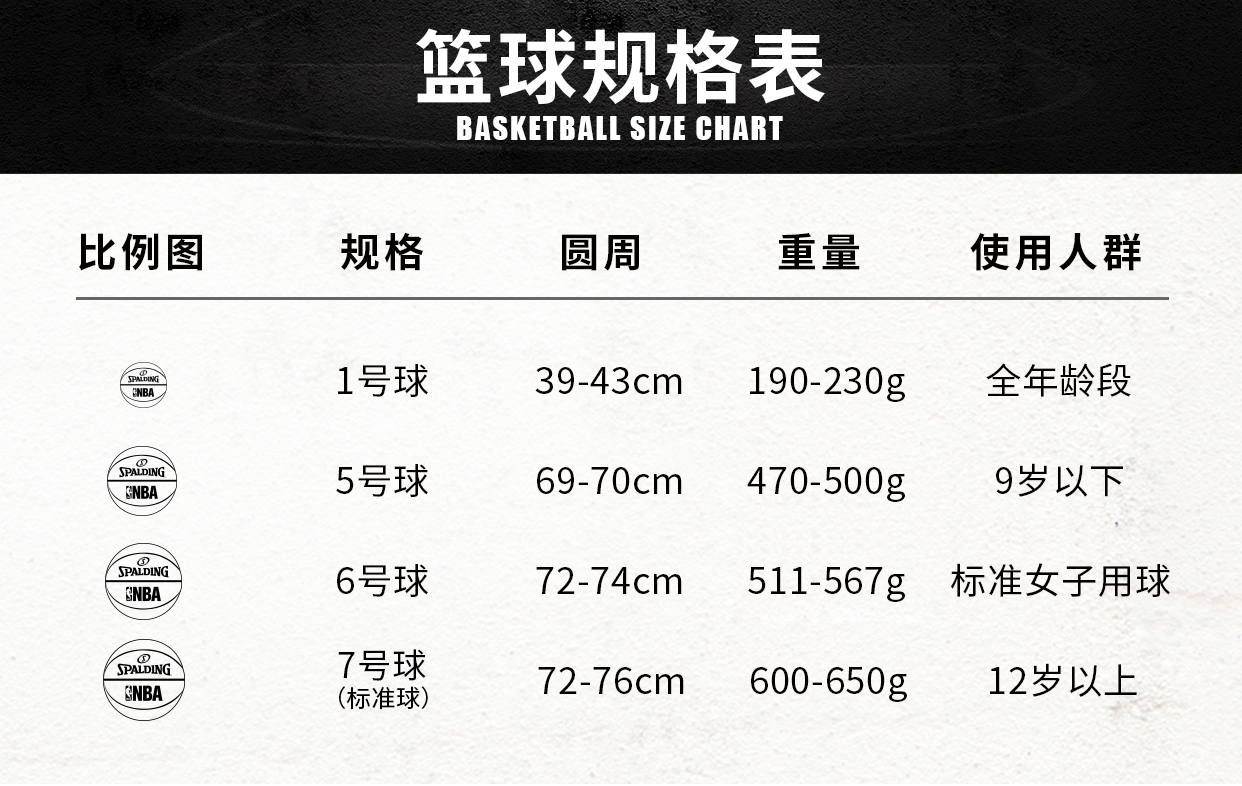 篮球规格表
BASKETBALL SIZE CHART
比例图 规格 圆周 重量 使用人群
SPALDING
NBA
1号球 39-43cm 190-230g 全年龄段
SPALDING
NBA
5号球 69-70cm 470-500g 9岁以下
SPALDING
NBA
6号球 72-74cm 511-567g 标准女子用球
SPALDING
NBA
7号球
(标准球)
72-76cm 600-650g 12岁以上